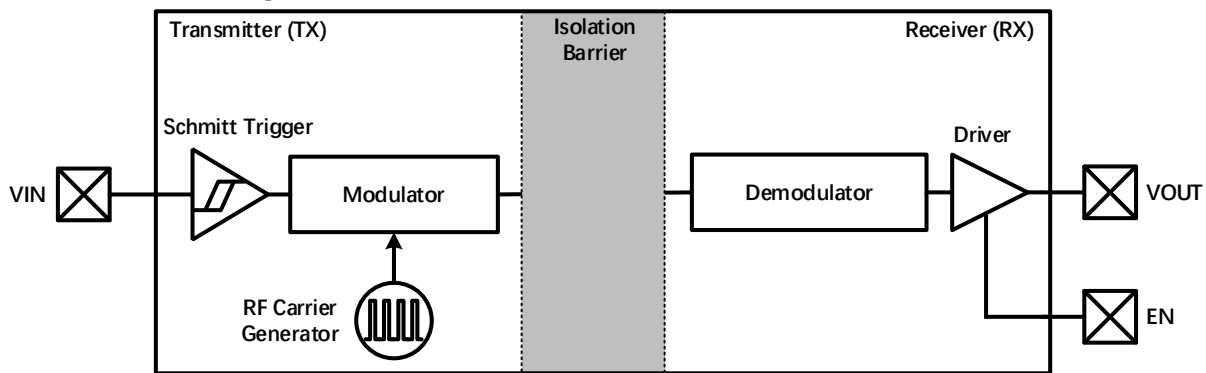 Transmitter (TX)
Isolation
Barrier
Receiver (RX)
Schmitt Trigger
Driver
VIN
Modulator
Demodulator
VOUT
RF Carrier
Generator
EN